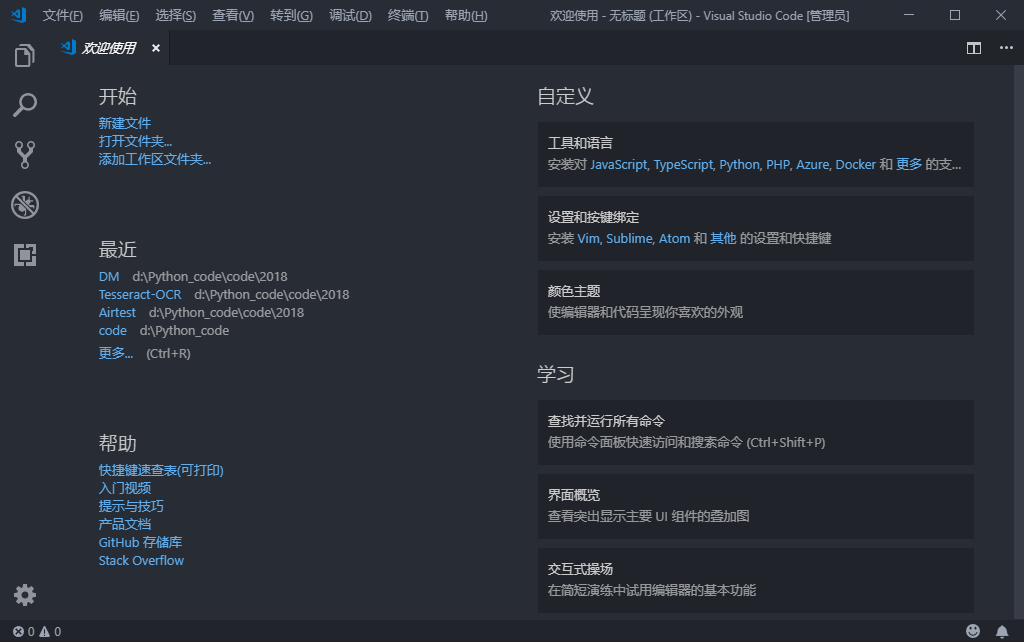 文件(F) 编辑(E) 选择(S) 查看(V) 转到(G) 调试(D) 终端(T) 帮助(H) 欢迎使用 - 无标题 (工作区) - Visual Studio Code [管理员]
欢迎使用
开始
新建文件
打开文件夹...
添加工作区文件夹...
最近
DM d:\Python_code\code\2018
Tesseract-OCR d:\Python_code\code\2018
Airtest d:\Python_code\code\2018
code d:\Python_code
更多... (Ctrl+R)
帮助
快捷键速查表(可打印)
入门视频
提示与技巧
产品文档
GitHub 存储库
Stack Overflow
自定义
工具和语言
安装对 JavaScript, TypeScript, Python, PHP, Azure, Docker 和 更多 的支...
设置和按键绑定
安装 Vim, Sublime, Atom 和 其他 的设置和快捷键
颜色主题
使编辑器和代码呈现你喜欢的外观
学习
查找并运行所有命令
使用命令面板快速访问和搜索命令 (Ctrl+Shift+P)
界面概览
查看突出显示主要 UI 组件的叠加图
交互式操场
在简短演练中试用编辑器的基本功能
0 0